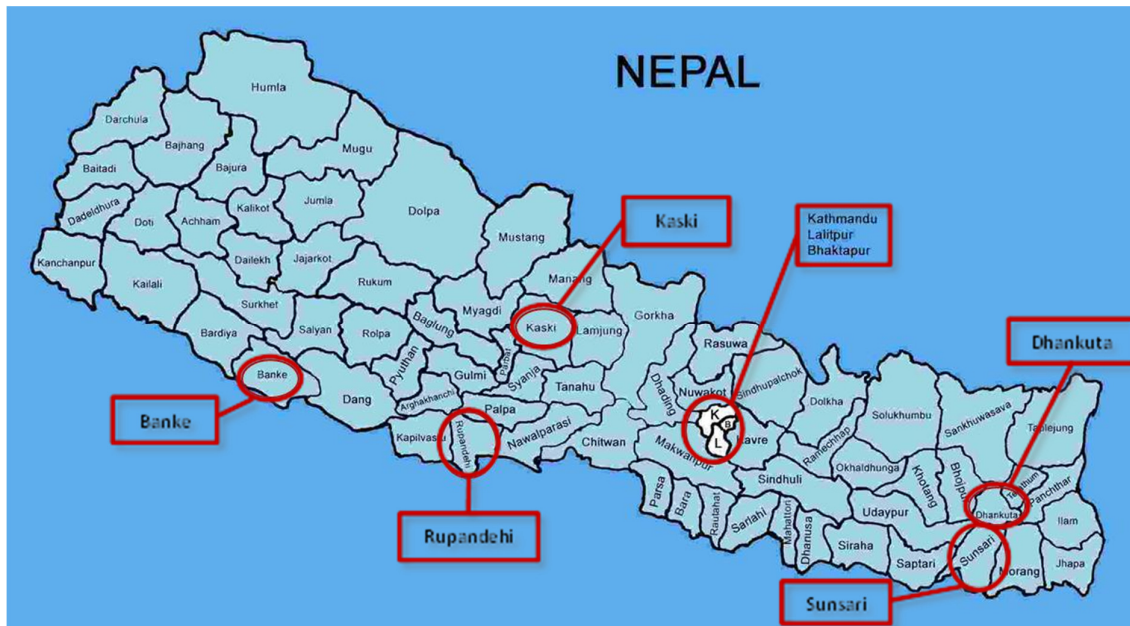 NEPAL
Humla
Darchula
Bajhang
Mugu
Baitadi
Bajura
Jumla
Kalikot
Dolpa
Dadeldhura
Doti
Achham
Mustang
Kaski
Kathmandu
Lalitpur
Bhaktapur
Kanchanpur
Dailekh
Jajarkot
Kailali
Rukum
Manang
Surkhet
Myagdi
Gorkha
Bardiya
Salyan
Rolpa
Baglung
Kaski
Lamjung
Rasuwa
Dhankuta
Pyuthan
Parbat
Banke
Gulmi
Syanja
Tanahu
Dhading
Nuwakot
Sindhupalchok
Dolkha
Solukhumbu
Sankhuwasava
Taplejung
Dang
Arghakhanchi
Palpa
Banke
Kapilvastu
Rupandehi
Nawalparasi
Chitwan
K
B
L
Kavre
Makwanpur
Ramechhap
Okhaldhunga
Khotang
Bhojpur
Panchthar
Sindhuli
Parsa
Bara
Rautahat
Sarlahi
Mahattori
Dhanusa
Udaypur
Dhankuta
Ilam
Rupandehi
Siraha
Saptari
Sunsari
Morang
Jhapa
Sunsari